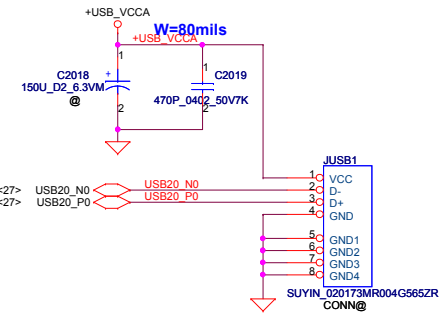 +USB_VCCA
W=80mils
+USB_VCCA
1
1
C2018
+
C2019
150U_D2_6.3VM
@
2
2
470P_0402_50V7K
JUSB1
1 VCC
<27> USB20_N0 USB20_N0 2 D-
<27> USB20_P0 USB20_P0 3 D+
4 GND
5 GND1
6 GND2
7 GND3
8 GND4
SUYIN_020173MR004G565ZR
CONN@